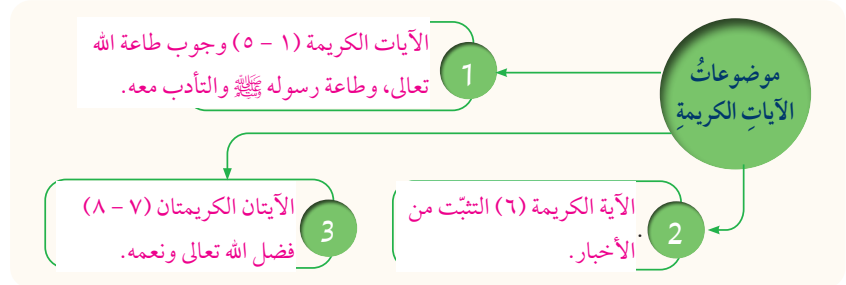 موضوعاتُ
الآياتِ الكريمةِ
1
الآيات الكريمة (١ – ٥) وجوب طاعة الله
تعالى، وطاعة رسوله ﷺ والتأدب معه.
2
الآية الكريمة (٦) التثبّت من
الأخبار.
3
الآيتان الكريمتان (٧ – ٨)
فضل الله تعالى ونعمه.